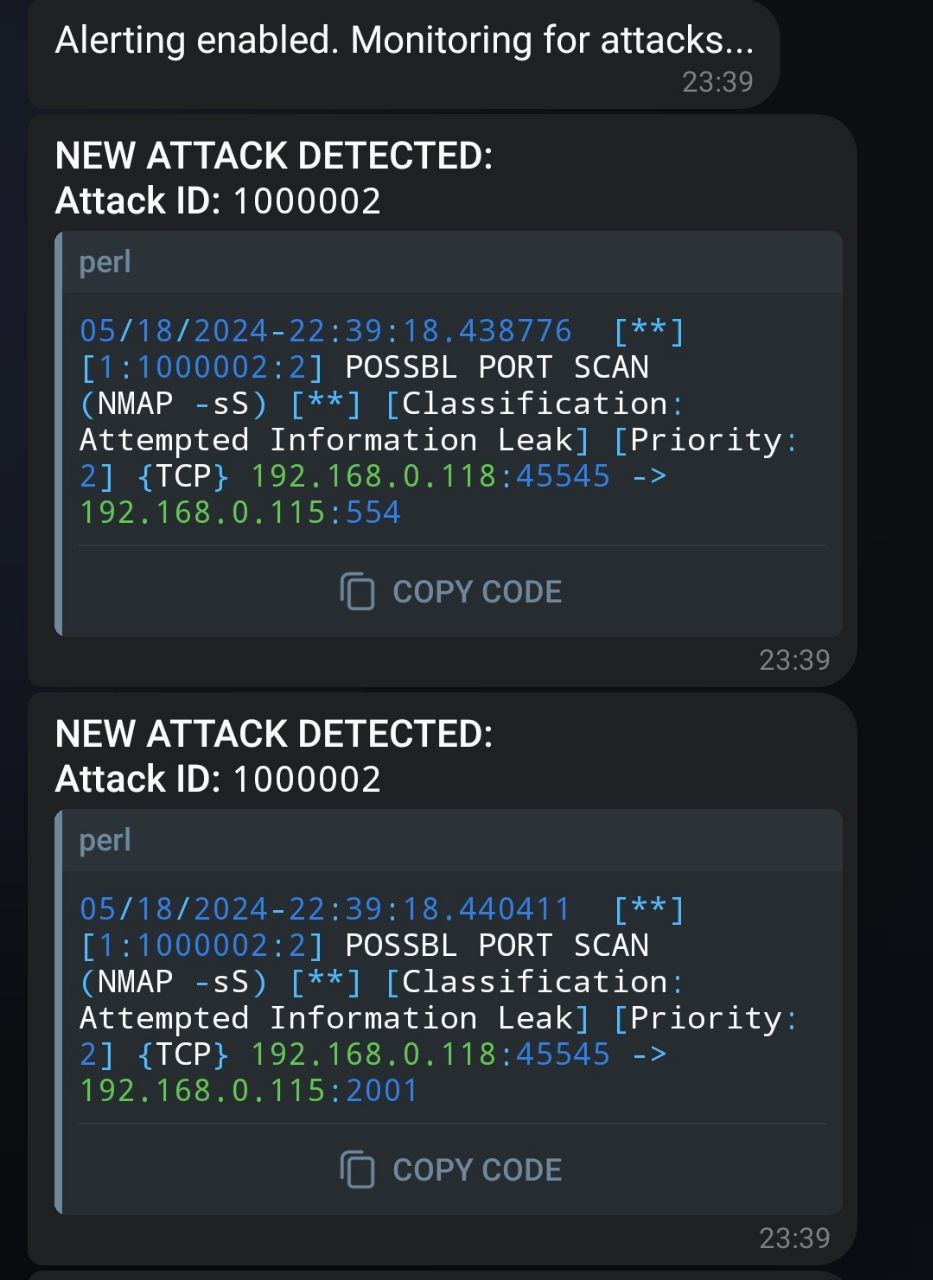 Alerting enabled. Monitoring for attacks...
23:39
NEW ATTACK DETECTED:
Attack ID: 1000002
perl
05/18/2024-22:39:18.438776  [**]
[1:1000002:2] POSSBL PORT SCAN
(NMAP -sS) [**] [Classification:
Attempted Information Leak] [Priority:
2] {TCP} 192.168.0.118:45545 ->
192.168.0.115:554
COPY CODE
23:39
NEW ATTACK DETECTED:
Attack ID: 1000002
perl
05/18/2024-22:39:18.440411  [**]
[1:1000002:2] POSSBL PORT SCAN
(NMAP -sS) [**] [Classification:
Attempted Information Leak] [Priority:
2] {TCP} 192.168.0.118:45545 ->
192.168.0.115:2001
COPY CODE
23:39